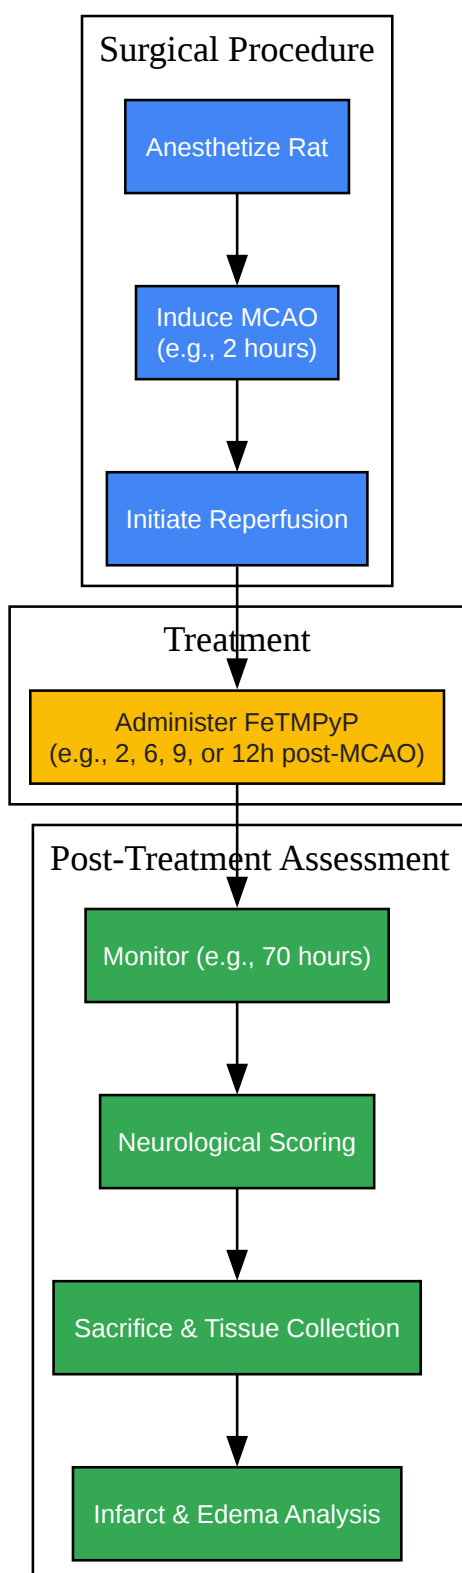 Surgical Procedure
Anesthetize Rat
Induce MCAO
(e.g., 2 hours)
Initiate Reperfusion
Treatment
Administer FeTMPyP
(e.g., 2, 6, 9, or 12h post-MCAO)
Post-Treatment Assessment
Monitor (e.g., 70 hours)
Neurological Scoring
Sacrifice & Tissue Collection
Infarct & Edema Analysis